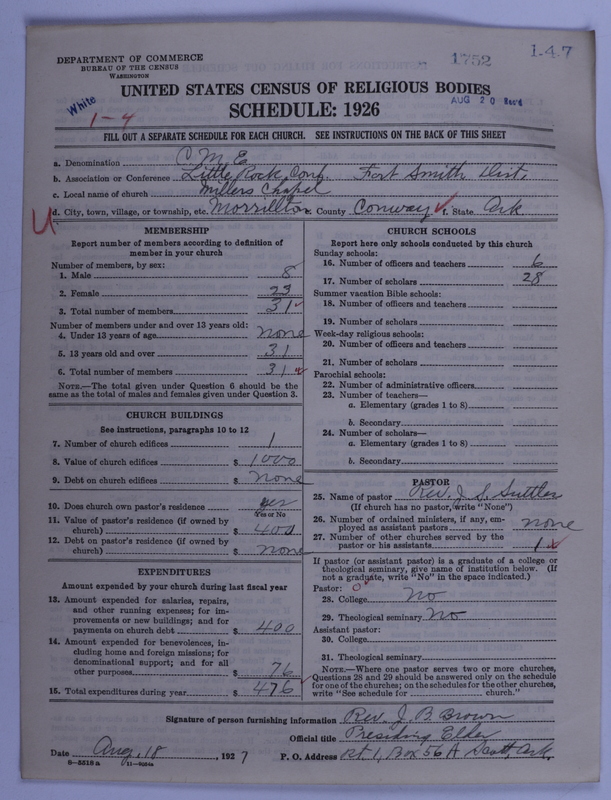 1752
1-4-7
DEPARTMENT OF COMMERCE
BUREAU OF THE CENSUS
WASHINGTON
UNITED STATES CENSUS OF RELIGIOUS BODIES
AUG 20 Rec'd
White
1-4
SCHEDULE: 1926
FILL OUT A SEPARATE SCHEDULE FOR EACH CHURCH. SEE INSTRUCTIONS ON THE BACK OF THIS SHEET
a. Denomination C. M. E.
b. Association or Conference Little Rock, Conf. Fort Smith Dist,
c. Local name of church Millers Chapel
d. City, town, village, or township, etc. Morrillton e. County Conway f. State Ark
MEMBERSHIP
Report number of members according to definition of
member in your church
Number of members, by sex:
1. Male 8
2. Female 23
3. Total number of members 31
Number of members under and over 13 years old:
4. Under 13 years of age none
5. 13 years old and over 31
6. Total number of members 31
NOTE.—The total given under Question 6 should be the
same as the total of males and females given under Question 3.
CHURCH BUILDINGS
See instructions, paragraphs 10 to 12
7. Number of church edifices 1
8. Value of church edifices $ 1000
9. Debt on church edifices $ None
10. Does church own pastor's residence yes
Yes or No
11. Value of pastor's residence (if owned by
church) $ 400
12. Debt on pastor's residence (if owned by
church) $ none
EXPENDITURES
Amount expended by your church during last fiscal year
13. Amount expended for salaries, repairs,
and other running expenses; for im-
provements or new buildings; and for
payments on church debt $ 400
14. Amount expended for benevolences, in-
cluding home and foreign missions; for
denominational support; and for all
other purposes $ 76
15. Total expenditures during year $ 476
CHURCH SCHOOLS
Report here only schools conducted by this church
Sunday schools:
16. Number of officers and teachers 6
17. Number of scholars 28
Summer vacation Bible schools:
18. Number of officers and teachers
19. Number of scholars
Week-day religious schools:
20. Number of officers and teachers
21. Number of scholars
Parochial schools:
22. Number of administrative officers
23. Number of teachers—
a. Elementary (grades 1 to 8)
b. Secondary
24. Number of scholars—
a. Elementary (grades 1 to 8)
b. Secondary
PASTOR
25. Name of pastor Rev. J. S. Suttler
(If church has no pastor, write "None")
26. Number of ordained ministers, if any, em-
ployed as assistant pastors none
27. Number of other churches served by the
pastor or his assistants 1
If pastor (or assistant pastor) is a graduate of a college or
theological seminary, give name of institution below. (If
not a graduate, write "No" in the space indicated.)
Pastor: 0
28. College No
29. Theological seminary No
Assistant pastor:
30. College
31. Theological seminary
NOTE.—Where one pastor serves two or more churches,
Questions 28 and 29 should be answered only on the schedule
for one of the churches; on the schedules for the other churches,
write "See schedule for church."
Signature of person furnishing information Rev. J. B. Brown
Official title Presiding Elder
Date Aug. 18, 1927 P. O. Address Rt. 1, Box 56 A Scott, Ark.
8—5518 a